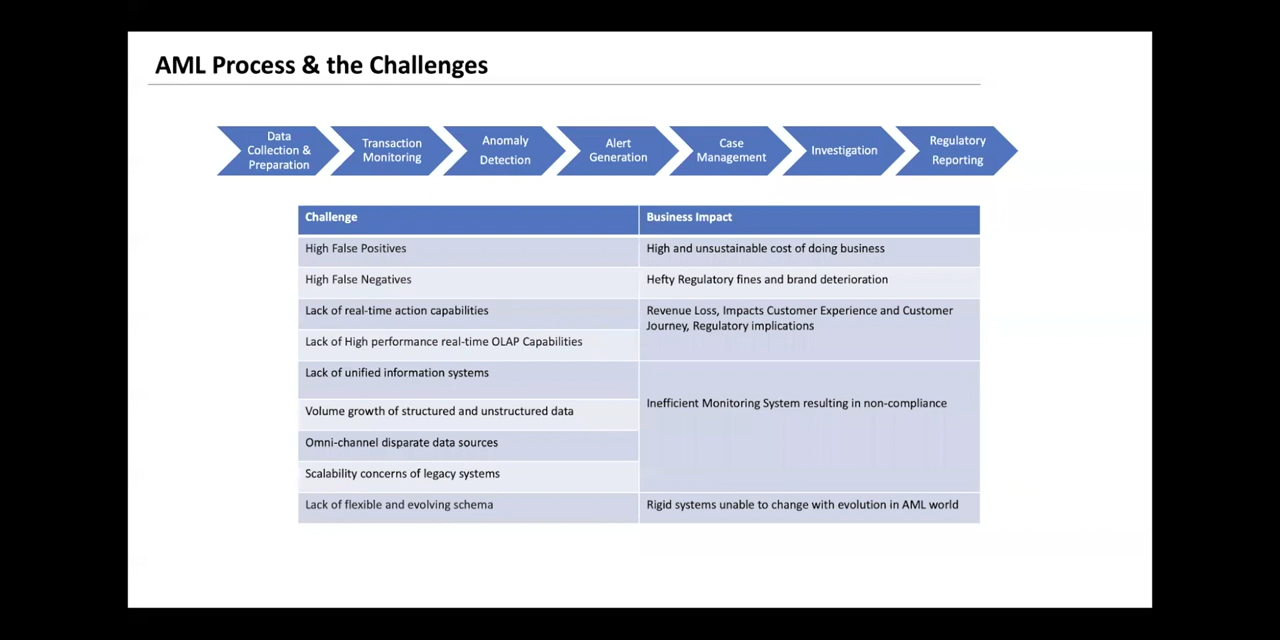 AML Process & the Challenges
Data
Collection &
Preparation
Transaction
Monitoring
Anomaly
Detection
Alert
Generation
Case
Management
Investigation
Regulatory
Reporting
Challenge
Business Impact
High False Positives
High and unsustainable cost of doing business
High False Negatives
Hefty Regulatory fines and brand deterioration
Lack of real-time action capabilities
Revenue Loss, Impacts Customer Experience and Customer
Journey, Regulatory implications
Lack of High performance real-time OLAP Capabilities
Lack of unified information systems
Inefficient Monitoring System resulting in non-compliance
Volume growth of structured and unstructured data
Omni-channel disparate data sources
Scalability concerns of legacy systems
Lack of flexible and evolving schema
Rigid systems unable to change with evolution in AML world